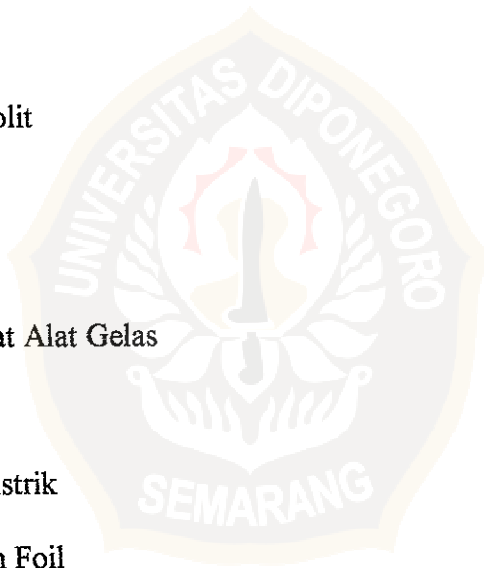 olit
at Alat Gelas
strik
n Foil
UNIVERSITAS DIPONEGORO
SEMARANG